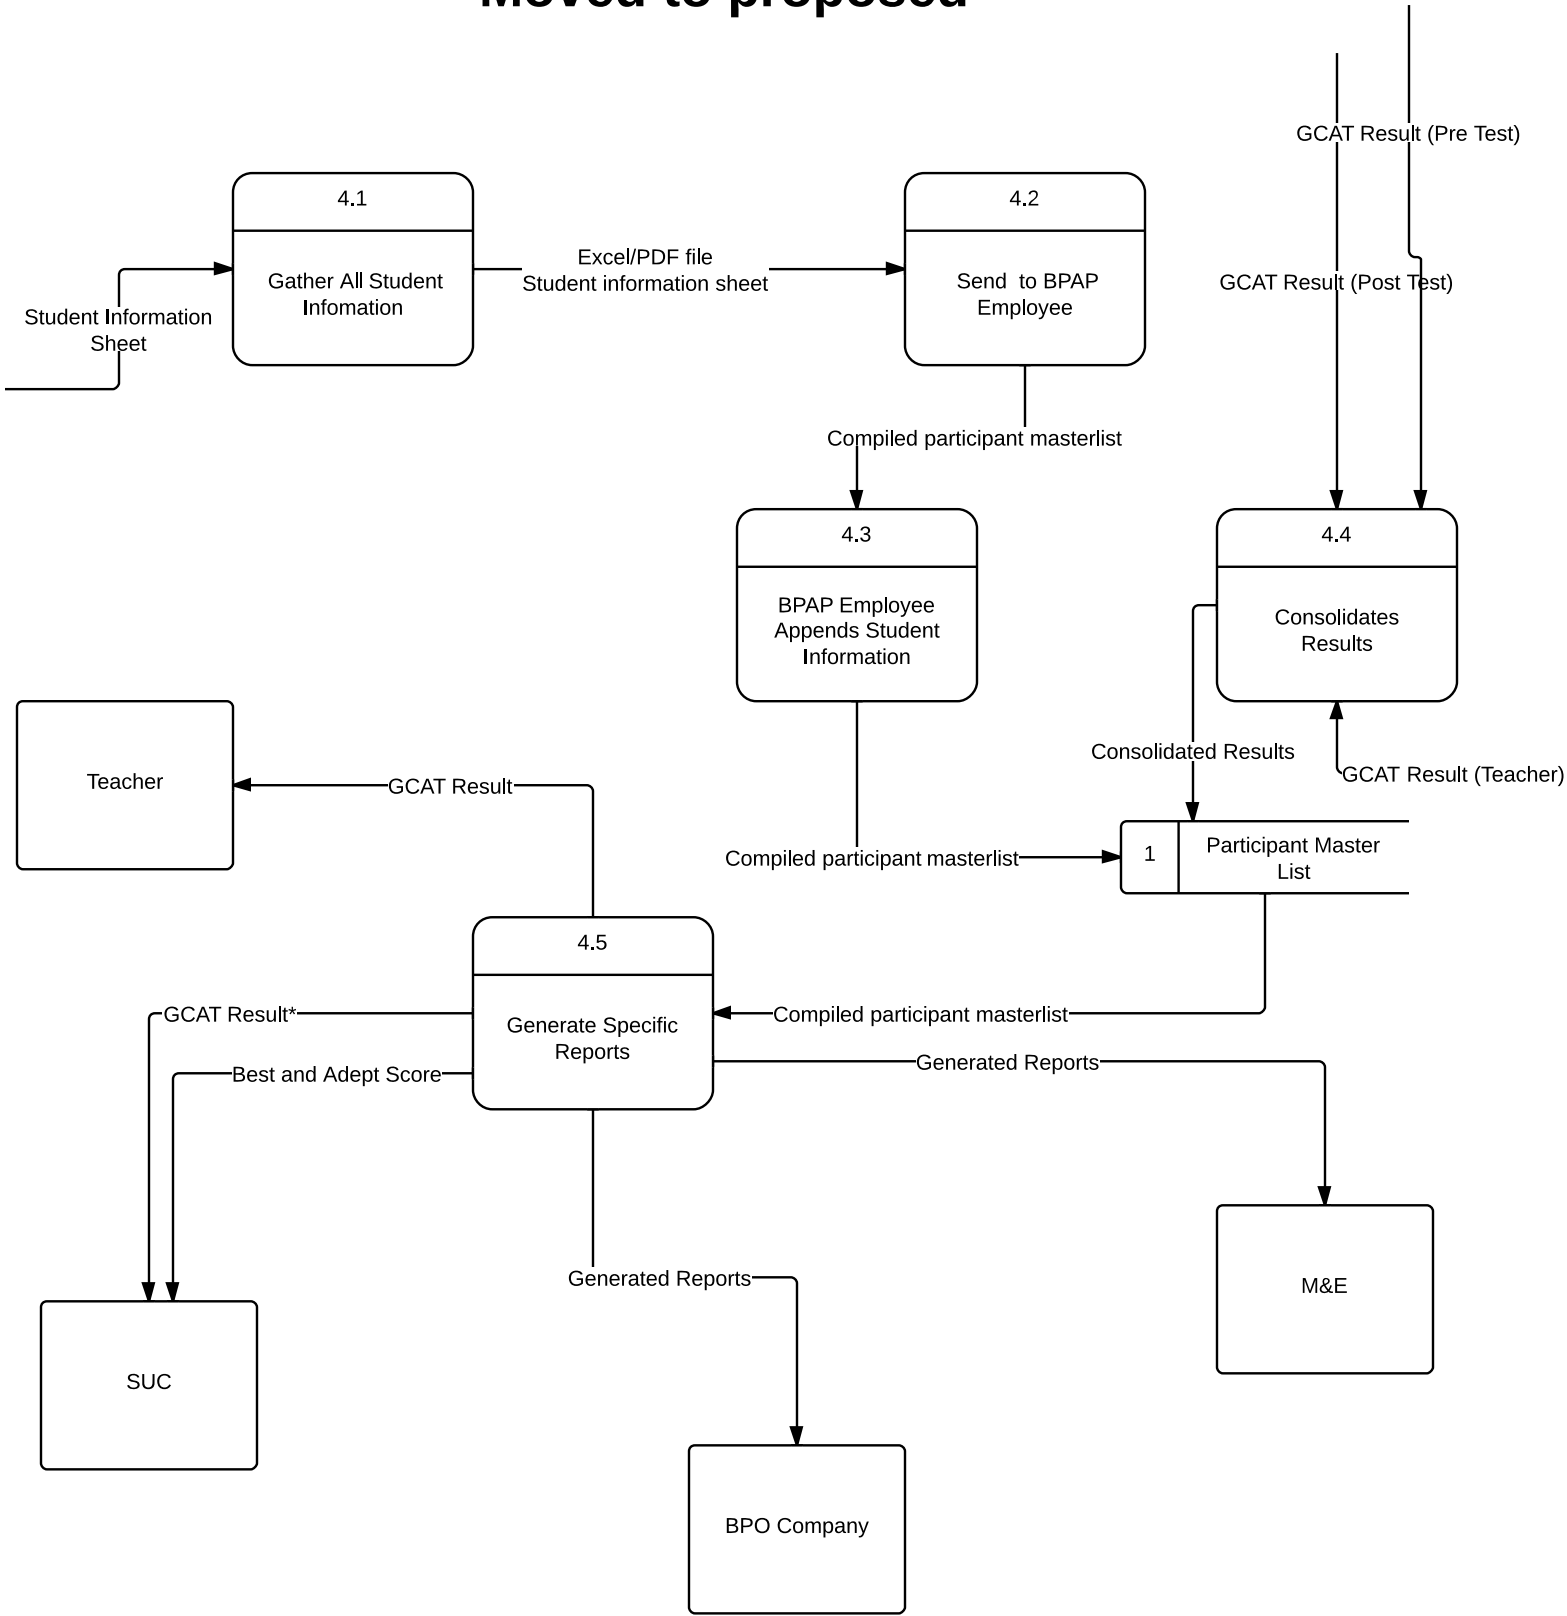 Moved to proposed
GCAT Result (Pre Test)
4.1
4.2
Excel/PDF file
Student information sheet
Gather All Student
Infomation
Send  to BPAP
Employee
GCAT Result (Post Test)
Student Information
Sheet
Compiled participant masterlist
4.3
4.4
BPAP Employee
Appends Student
Information
Consolidates
Results
Consolidated Results
GCAT Result (Teacher)
Teacher
GCAT Result
Compiled participant masterlist
1
Participant Master
List
4.5
GCAT Result*
Generate Specific
Reports
Compiled participant masterlist
Generated Reports
Best and Adept Score
Generated Reports
M&E
SUC
BPO Company